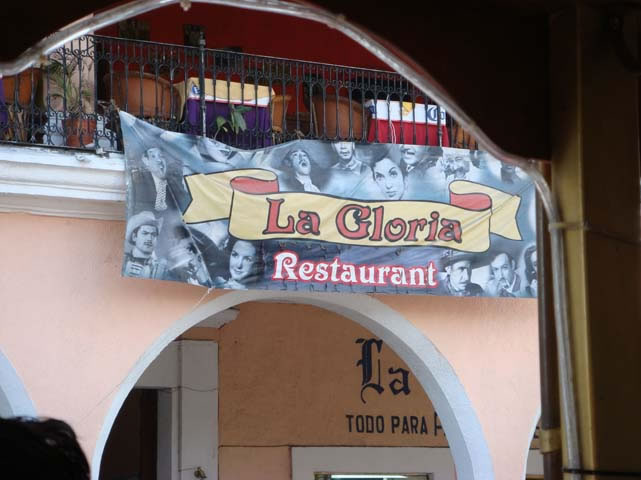 La Gloria
Restaurant
La
TODO PARA